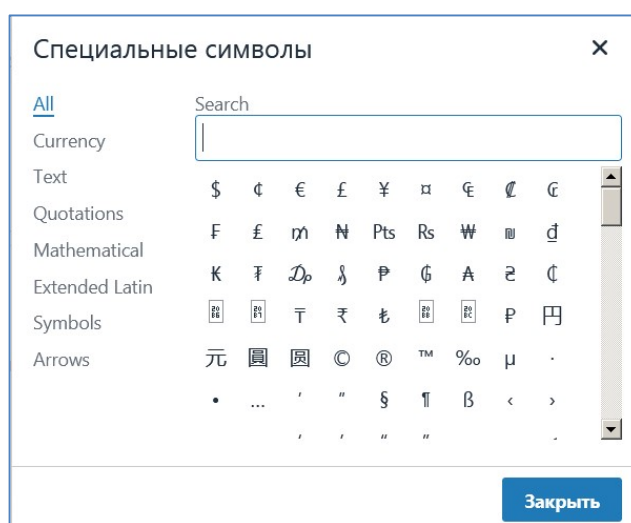 Специальные символы ×
All
Search
Currency
Text
Quotations
Mathematical
Extended Latin
Symbols
Arrows
$ ¢ € £ ¥ ¤ ₠ ₡ ₢
₣ ₤ ₥ ₦ ₧ ₨ ₩ ₪ ₫
₭ ₮ ₯ ₰ ₱ ₲ ₳ ₴ ₵
₸ ₹ ₺ ₽ 円
元 圓 圆 © ® ™ ‰ µ ·
• … ′ ″ § ¶ ß ‹ ›
Закрыть